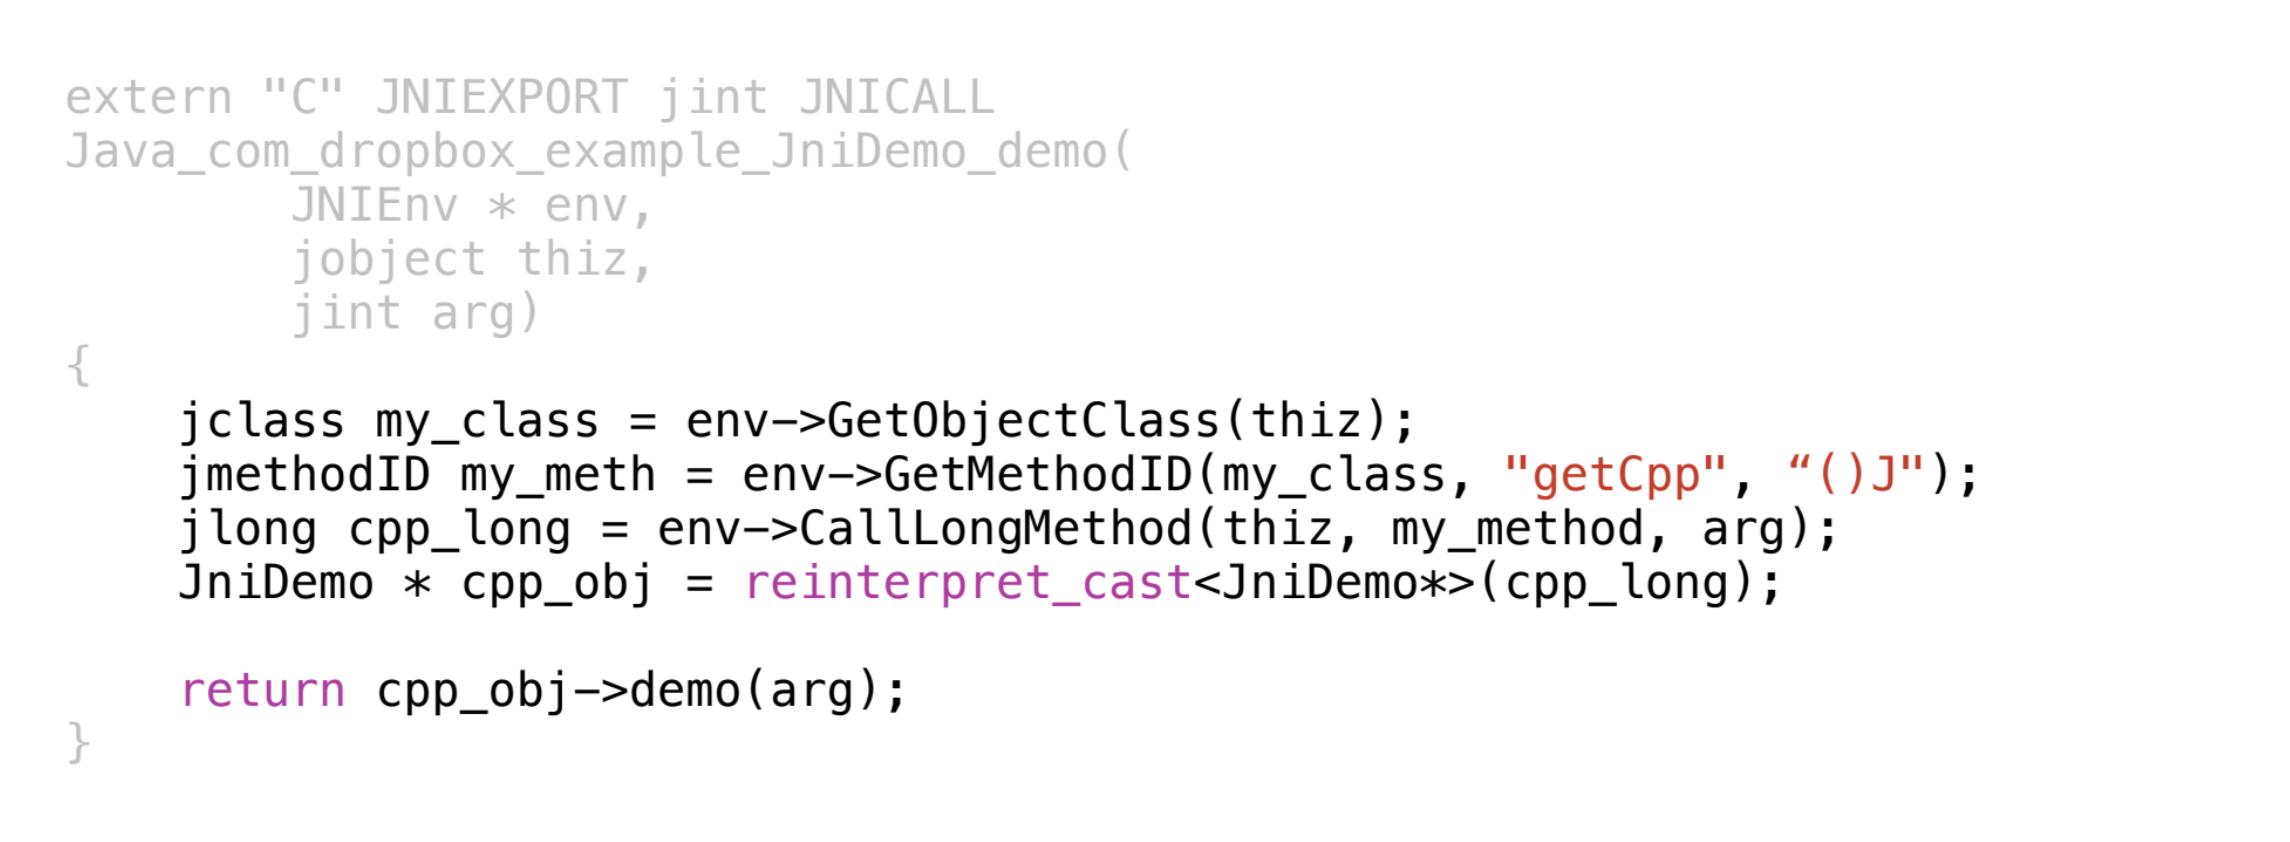 extern "C" JNIEXPORT jint JNICALL
Java_com_dropbox_example_JniDemo_demo(
        JNIEnv * env,
        jobject thiz,
        jint arg)
{
    jclass my_class = env->GetObjectClass(thiz);
    jmethodID my_meth = env->GetMethodID(my_class, "getCpp", “()J");
    jlong cpp_long = env->CallLongMethod(thiz, my_method, arg);
    JniDemo * cpp_obj = reinterpret_cast<JniDemo*>(cpp_long);

    return cpp_obj->demo(arg);
}